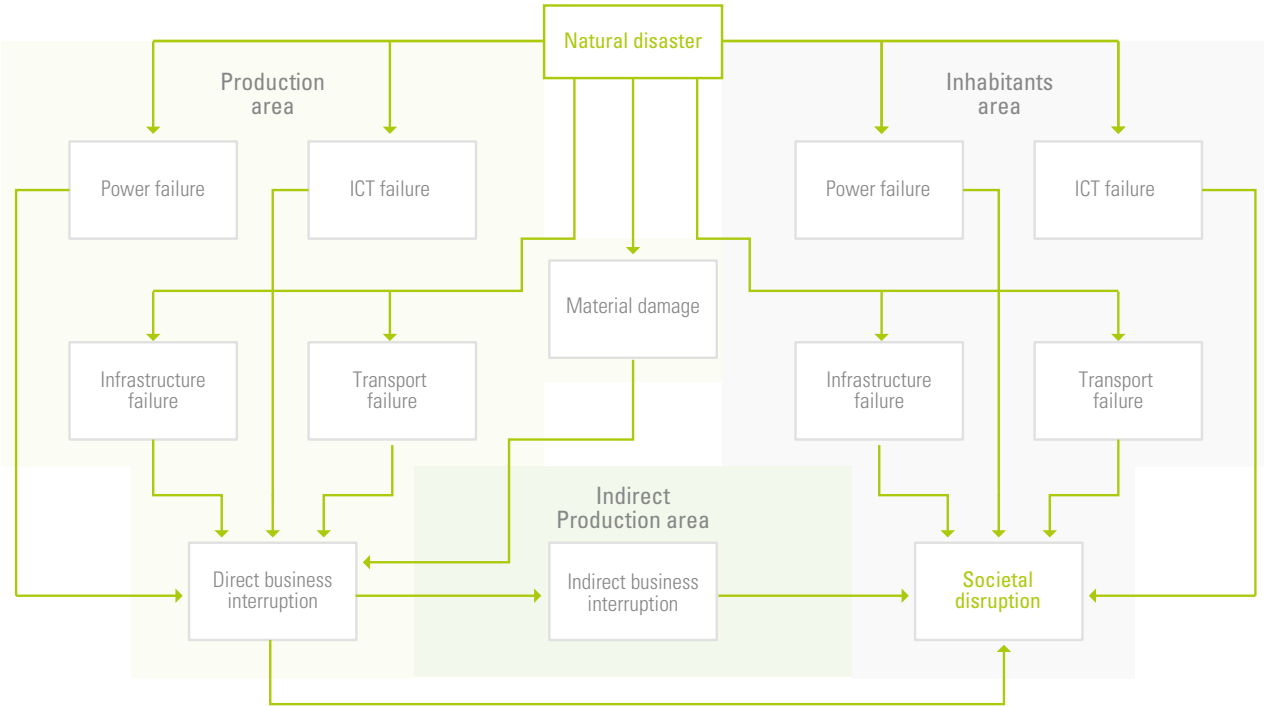 Natural disaster
Production
area
Inhabitants
area
Power failure
ICT failure
Power failure
ICT failure
Material damage
Infrastructure
failure
Transport
failure
Infrastructure
failure
Transport
failure
Indirect
Production area
Direct business
interruption
Indirect business
interruption
Societal
disruption